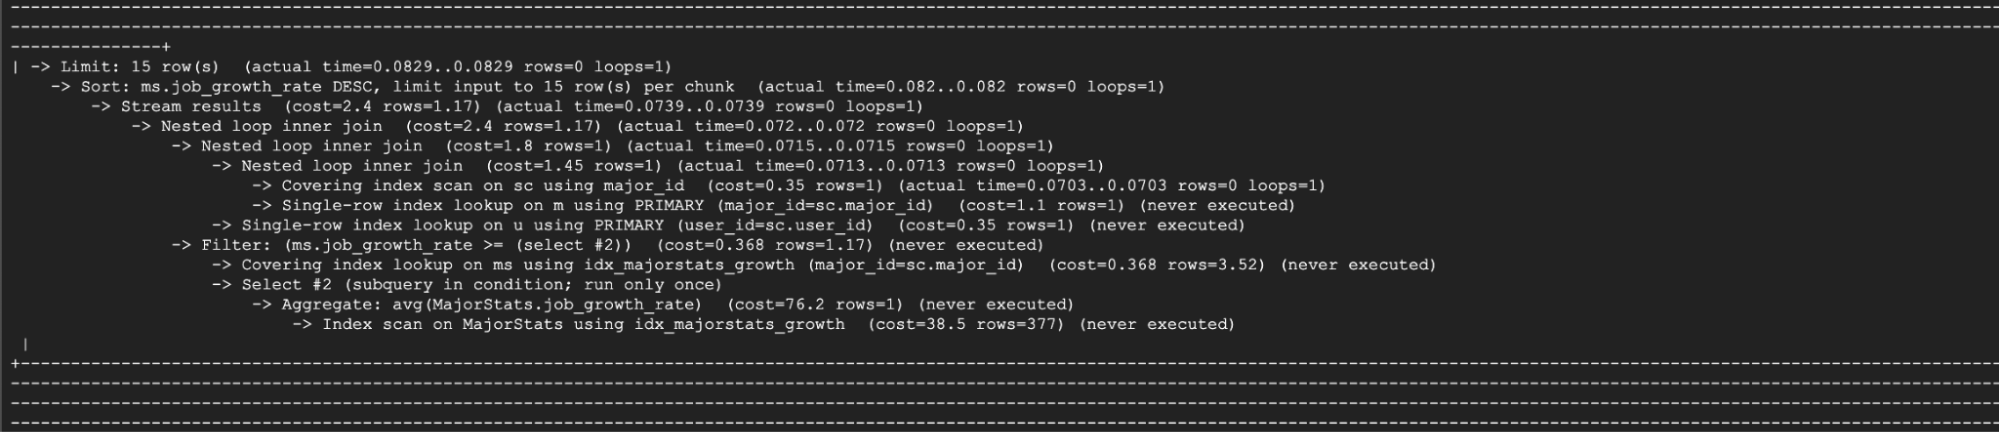 ---------------+
| -> Limit: 15 row(s)  (actual time=0.0829..0.0829 rows=0 loops=1)
    -> Sort: ms.job_growth_rate DESC, limit input to 15 row(s) per chunk  (actual time=0.082..0.082 rows=0 loops=1)
        -> Stream results  (cost=2.4 rows=1.17) (actual time=0.0739..0.0739 rows=0 loops=1)
            -> Nested loop inner join  (cost=2.4 rows=1.17) (actual time=0.072..0.072 rows=0 loops=1)
                -> Nested loop inner join  (cost=1.8 rows=1) (actual time=0.0715..0.0715 rows=0 loops=1)
                    -> Nested loop inner join  (cost=1.45 rows=1) (actual time=0.0713..0.0713 rows=0 loops=1)
                        -> Covering index scan on sc using major_id  (cost=0.35 rows=1) (actual time=0.0703..0.0703 rows=0 loops=1)
                        -> Single-row index lookup on m using PRIMARY (major_id=sc.major_id)  (cost=1.1 rows=1) (never executed)
                    -> Single-row index lookup on u using PRIMARY (user_id=sc.user_id)  (cost=0.35 rows=1) (never executed)
                -> Filter: (ms.job_growth_rate >= (select #2))  (cost=0.368 rows=1.17) (never executed)
                    -> Covering index lookup on ms using idx_majorstats_growth (major_id=sc.major_id)  (cost=0.368 rows=3.52) (never executed)
                    -> Select #2 (subquery in condition; run only once)
                        -> Aggregate: avg(MajorStats.job_growth_rate)  (cost=76.2 rows=1) (never executed)
                            -> Index scan on MajorStats using idx_majorstats_growth  (cost=38.5 rows=377) (never executed)
 |